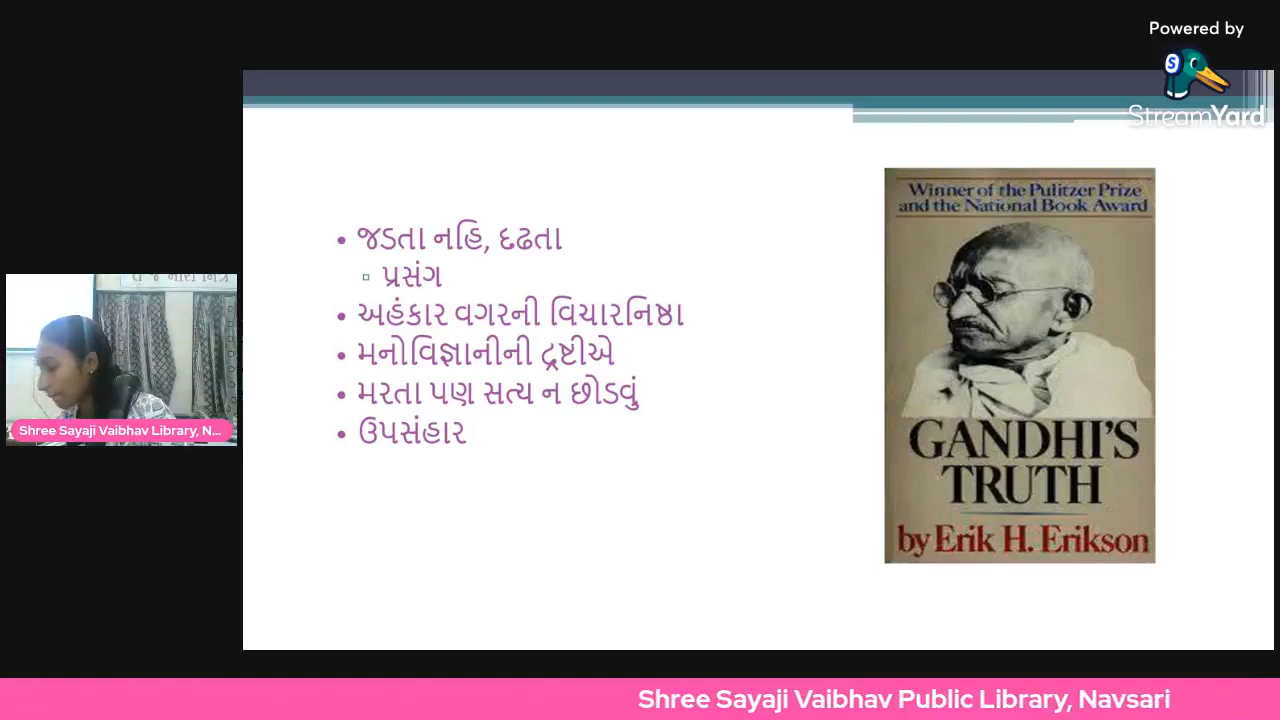 Powered by
StreamYard
Winner of the Pulitzer Prize
and the National Book Award
• જડતા નહિ, દઢતા
▫ પ્રસંગ
• અહંકાર વગરની વિચારનિષ્ઠા
• મનોવિજ્ઞાનીની દ્રષ્ટીએ
• મરતા પણ સત્ય ન છોડવું
• ઉપસંહાર
GANDHI'S
TRUTH
by Erik H. Erikson
Shree Sayaji Vaibhav Library, N...
Shree Sayaji Vaibhav Public Library, Navsari